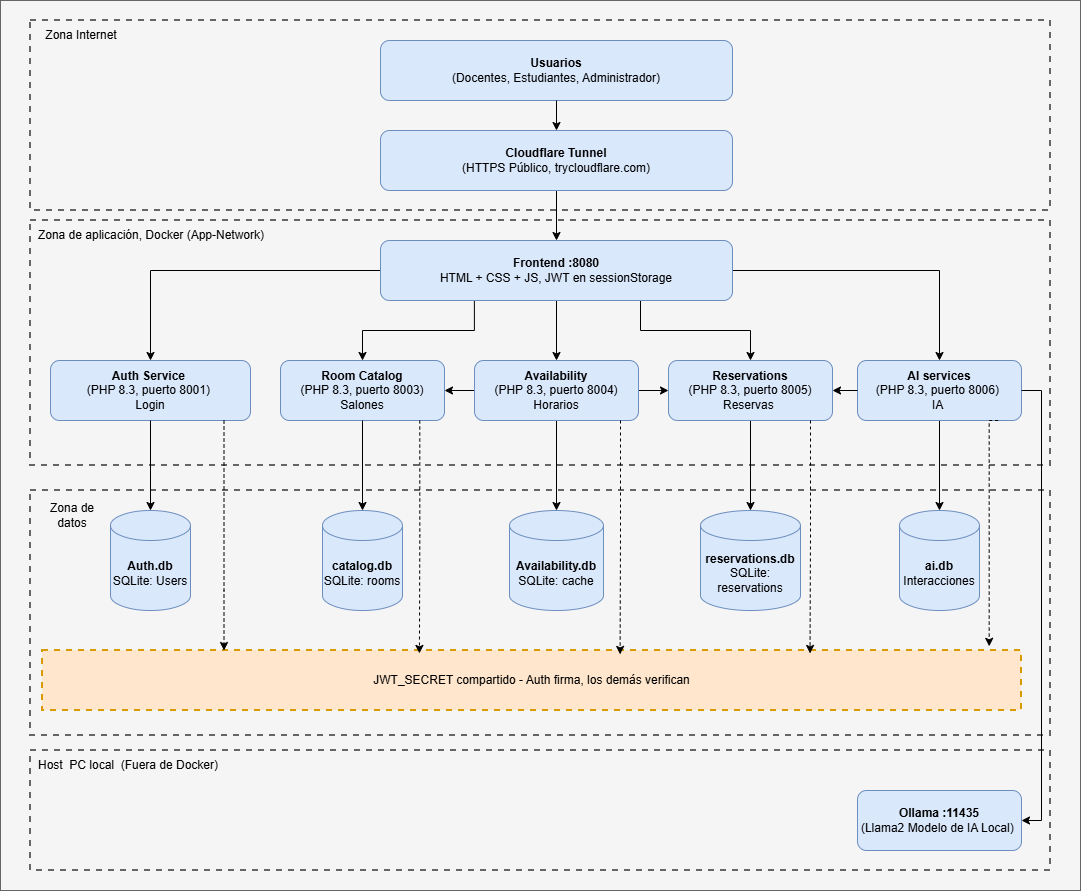 Zona Internet
Usuarios
(Docentes, Estudiantes, Administrador)
Cloudflare Tunnel
(HTTPS Público, trycloudflare.com)
Zona de aplicación, Docker (App-Network)
Frontend :8080
HTML + CSS + JS, JWT en sessionStorage
Auth Service
(PHP 8.3, puerto 8001)
Login
Room Catalog
(PHP 8.3, puerto 8003)
Salones
Availability
(PHP 8.3, puerto 8004)
Horarios
Reservations
(PHP 8.3, puerto 8005)
Reservas
AI services
(PHP 8.3, puerto 8006)
IA
Zona de
datos
Auth.db
SQLite: Users
catalog.db
SQLite: rooms
Availability.db
SQLite: cache
reservations.db
SQLite:
reservations
ai.db
Interacciones
JWT_SECRET compartido - Auth firma, los demás verifican
Host  PC local  (Fuera de Docker)
Ollama :11435
(Llama2 Modelo de IA Local)